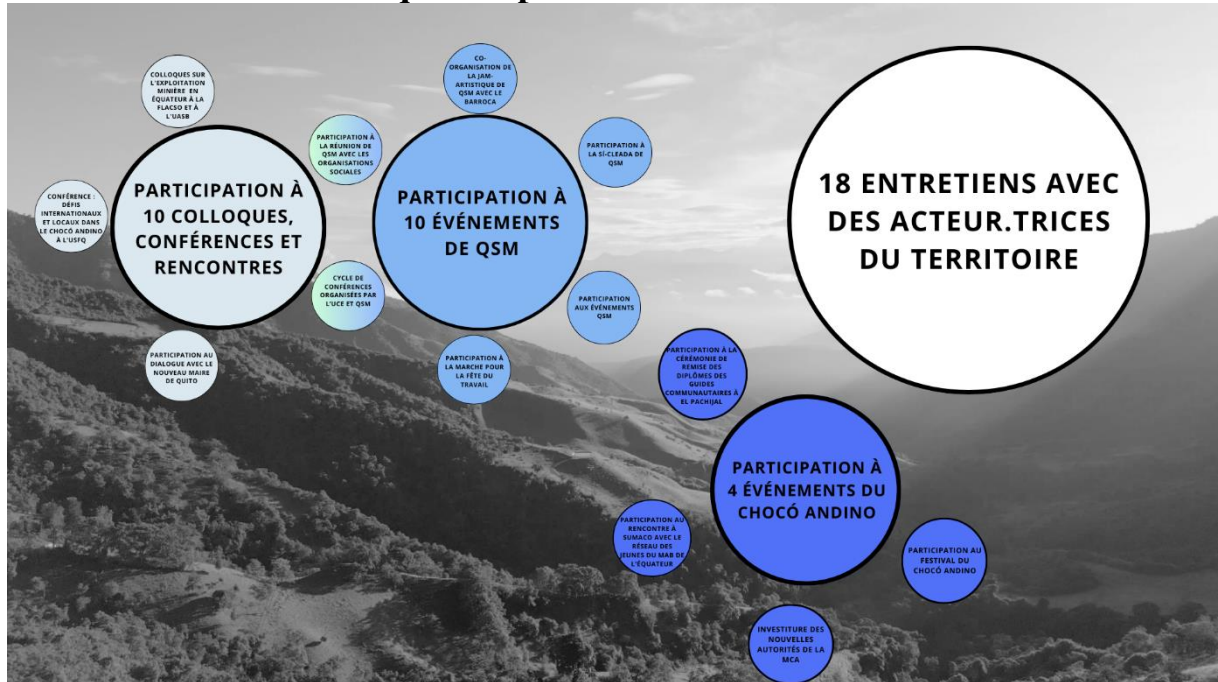 COLLOQUES SUR
L'EXPLOITATION
MINIÈRE EN
ÉQUATEUR À LA
FLACSO ET À
L'UASB
CONFÉRENCE :
DÉFIS
INTERNATIONAUX
ET LOCAUX DANS
LE CHOCÓ ANDINO
À L'USFQ
PARTICIPATION À
10 COLLOQUES,
CONFÉRENCES ET
RENCONTRES
PARTICIPATION AU
DIALOGUE AVEC LE
NOUVEAU MAIRE
DE QUITO
PARTICIPATION À
LA RÉUNION DE
QSM AVEC LES
ORGANISATIONS
SOCIALES
CYCLE DE
CONFÉRENCES
ORGANISÉES PAR
L'UCE ET QSM
CO-
ORGANISATION DE
LA JAM-
ARTISTIQUE DE
QSM AVEC LE
BARROCA
PARTICIPATION À
10 ÉVÉNEMENTS
DE QSM
PARTICIPATION À
LA SÍ-CLEADA DE
QSM
PARTICIPATION
AUX ÉVÉNEMENTS
QSM
PARTICIPATION À
LA MARCHE POUR
LA FÊTE DU
TRAVAIL
18 ENTRETIENS AVEC
DES ACTEUR.TRICES
DU TERRITOIRE
PARTICIPATION À LA
CÉRÉMONIE DE
REMISE DES
DIPLÔMES DES
GUIDES
COMMUNAUTAIRES À
EL PACHIJAL
PARTICIPATION À
4 ÉVÉNEMENTS DU
CHOCÓ ANDINO
PARTICIPATION AU
RENCONTRE À
SUMACO AVEC LE
RÉSEAU DES
JEUNES DU MAB DE
L'ÉQUATEUR
PARTICIPATION AU
FESTIVAL DU
CHOCÓ ANDINO
INVESTITURE DES
NOUVELLES
AUTORITÉS DE LA
MCA